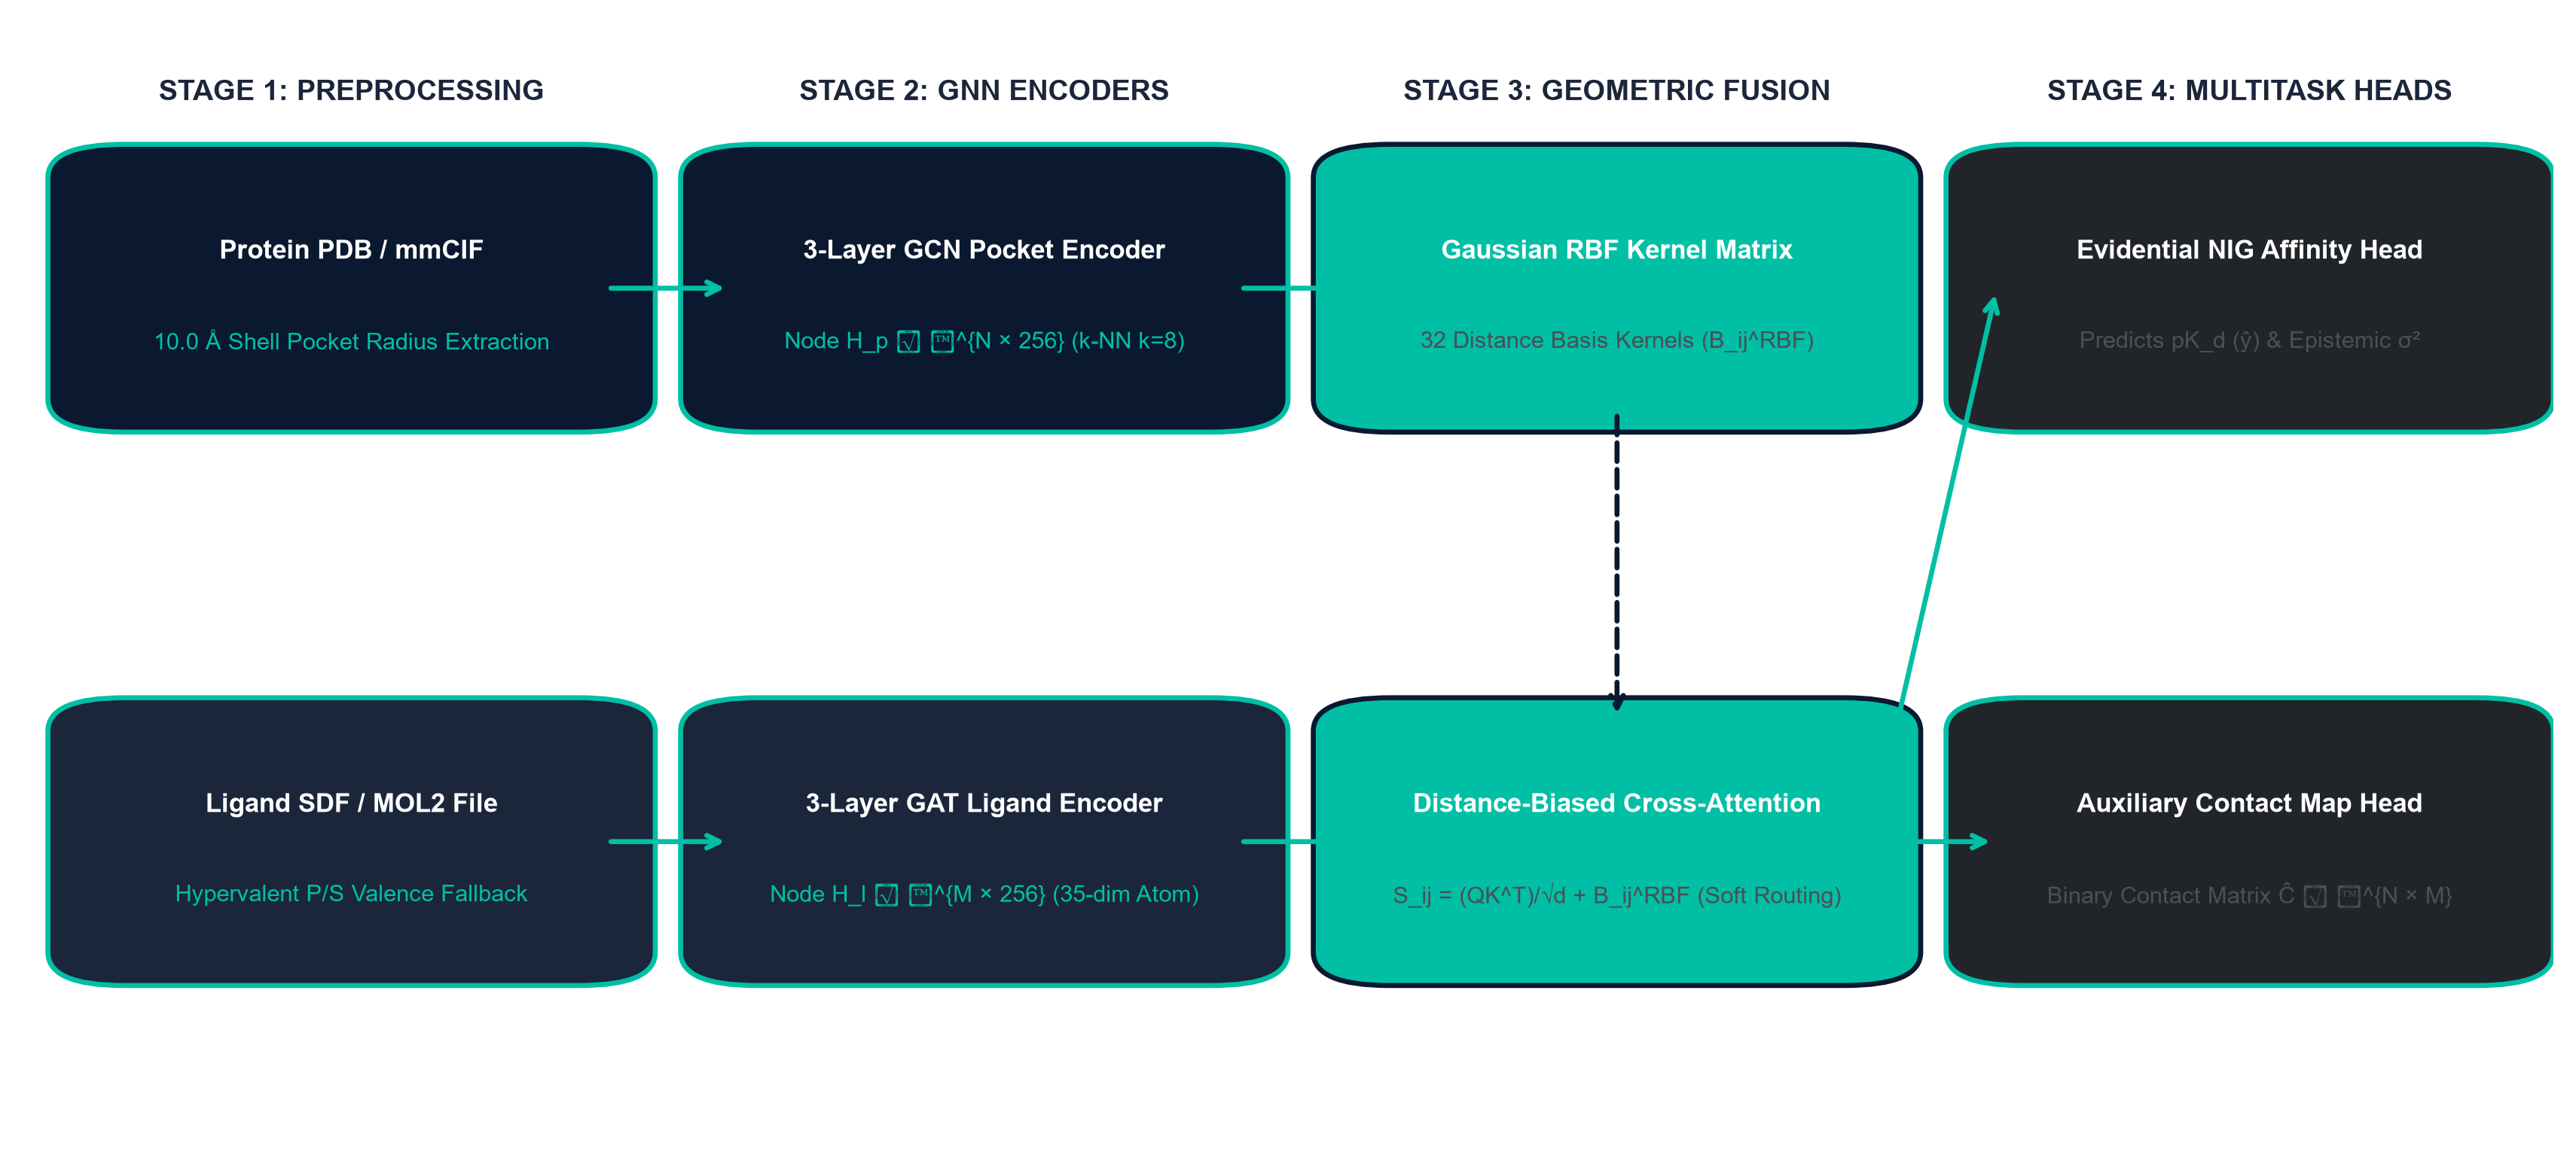 STAGE 1: PREPROCESSING
STAGE 2: GNN ENCODERS
STAGE 3: GEOMETRIC FUSION
STAGE 4: MULTITASK HEADS
Protein PDB / mmCIF
10.0 Å Shell Pocket Radius Extraction
3-Layer GCN Pocket Encoder
Node H_p √ ™^{N × 256} (k-NN k=8)
Gaussian RBF Kernel Matrix
32 Distance Basis Kernels (B_ij^RBF)
Evidential NIG Affinity Head
Predicts pK_d (ŷ) & Epistemic σ²
Ligand SDF / MOL2 File
Hypervalent P/S Valence Fallback
3-Layer GAT Ligand Encoder
Node H_l √ ™^{M × 256} (35-dim Atom)
Distance-Biased Cross-Attention
S_ij = (QK^T)/√d + B_ij^RBF (Soft Routing)
Auxiliary Contact Map Head
Binary Contact Matrix Ĉ √ ™^{N × M}